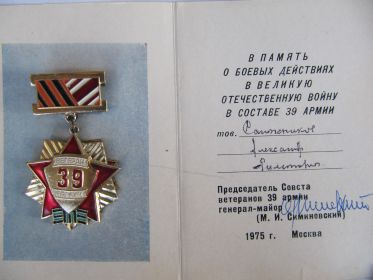 ВЕТЕРАН
39
В ПАМЯТЬ
О БОЕВЫХ ДЕЙСТВИЯХ
В ВЕЛИКУЮ
ОТЕЧЕСТВЕННУЮ ВОЙНУ
В СОСТАВЕ 39 АРМИИ
тов.
Александр
Председатель Совета
ветеранов 39 армии
генерал-майор
(М. И. Симиновский)
1975 г. Москва